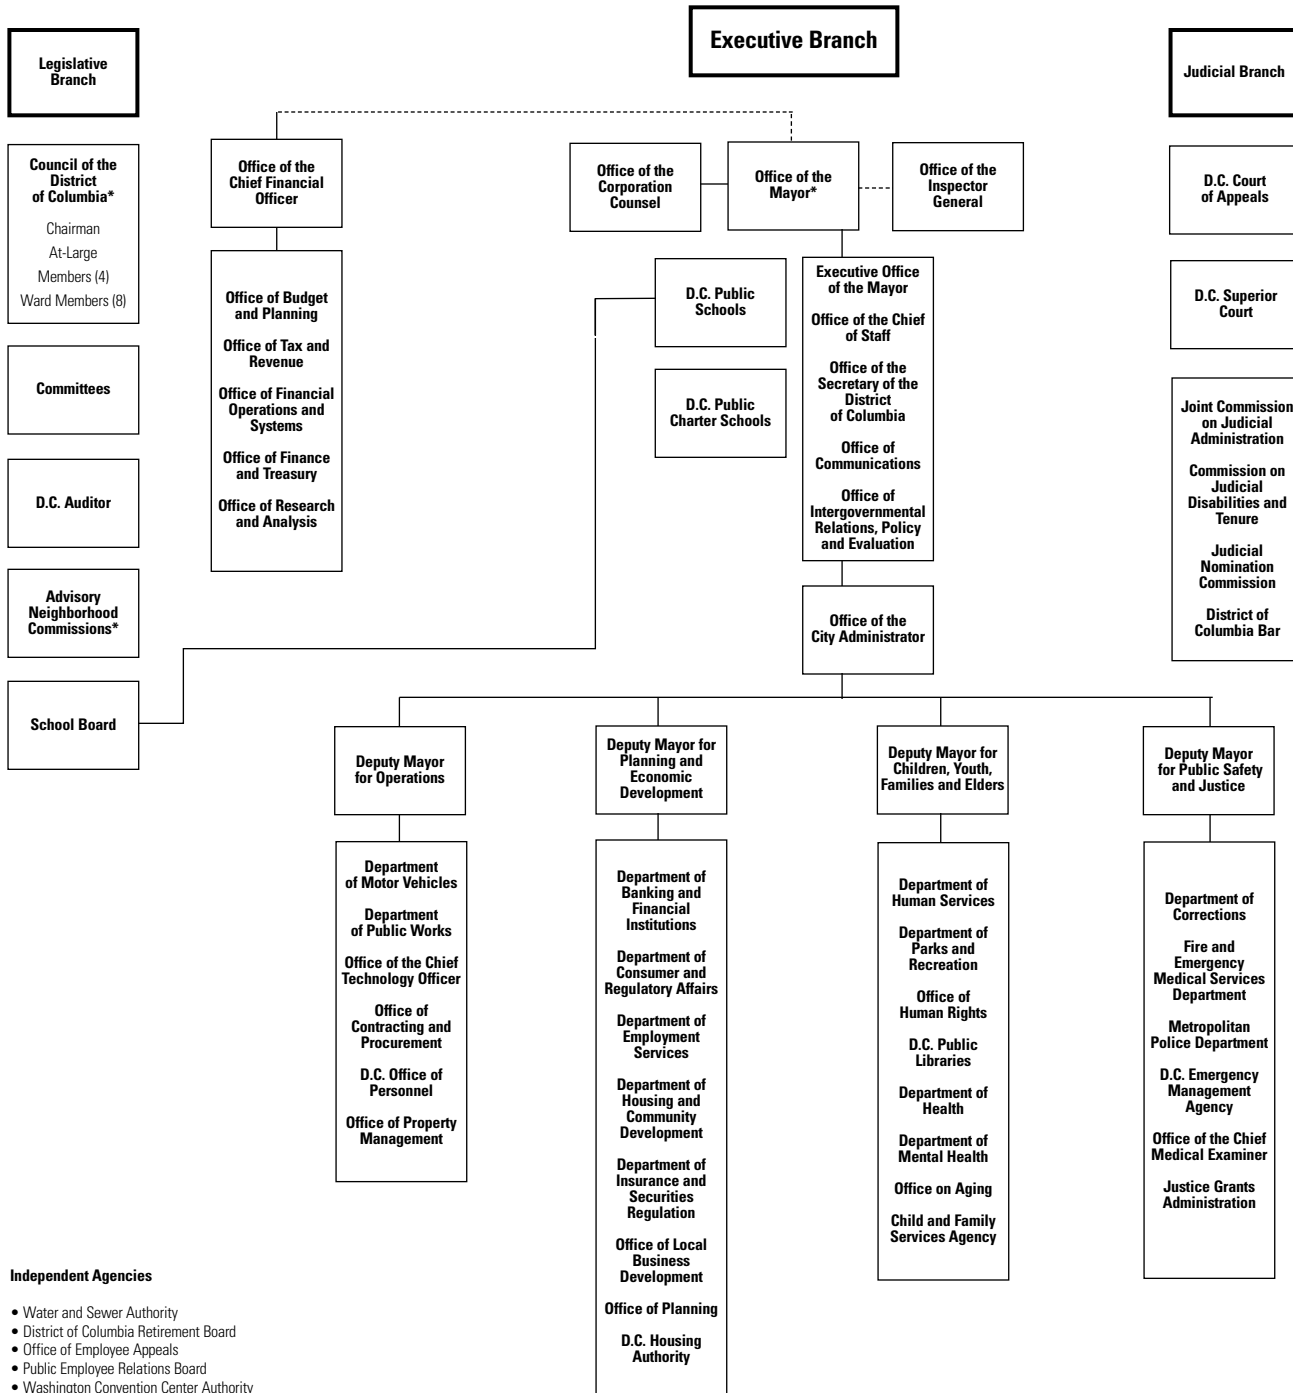 Executive Branch
Legislative
Branch
Judicial Branch
Council of the
District
of Columbia*
Chairman
At-Large
Members (4)
Ward Members (8)
Committees
D.C. Auditor
Advisory
Neighborhood
Commissions*
School Board
Office of the
Chief Financial
Officer
Office of Budget
and Planning
Office of Tax and
Revenue
Office of Financial
Operations and
Systems
Office of Finance
and Treasury
Office of Research
and Analysis
Office of the
Corporation
Counsel
Office of the
Mayor*
Office of the
Inspector
General
D.C. Public
Schools
D.C. Public
Charter Schools
Executive Office
of the Mayor
Office of the Chief
of Staff
Office of the
Secretary of the
District
of Columbia
Office of
Communications
Office of
Intergovernmental
Relations, Policy
and Evaluation
Office of the
City Administrator
D.C. Court
of Appeals
D.C. Superior
Court
Joint Commission
on Judicial
Administration
Commission on
Judicial
Disabilities and
Tenure
Judicial
Nomination
Commission
District of
Columbia Bar
Deputy Mayor
for Operations
Department
of Motor Vehicles
Department
of Public Works
Office of the Chief
Technology Officer
Office of
Contracting and
Procurement
D.C. Office of
Personnel
Office of Property
Management
Deputy Mayor for
Planning and
Economic
Development
Department of
Banking and
Financial
Institutions
Department of
Consumer and
Regulatory Affairs
Department of
Employment
Services
Department of
Housing and
Community
Development
Department of
Insurance and
Securities
Regulation
Office of Local
Business
Development
Office of Planning
D.C. Housing
Authority
Deputy Mayor for
Children, Youth,
Families and Elders
Department of
Human Services
Department of
Parks and
Recreation
Office of
Human Rights
D.C. Public
Libraries
Department of
Health
Department of
Mental Health
Office on Aging
Child and Family
Services Agency
Deputy Mayor
for Public Safety
and Justice
Department of
Corrections
Fire and
Emergency
Medical Services
Department
Metropolitan
Police Department
D.C. Emergency
Management
Agency
Office of the Chief
Medical Examiner
Justice Grants
Administration
Independent Agencies
• Water and Sewer Authority
• District of Columbia Retirement Board
• Office of Employee Appeals
• Public Employee Relations Board
• Washington Convention Center Authority